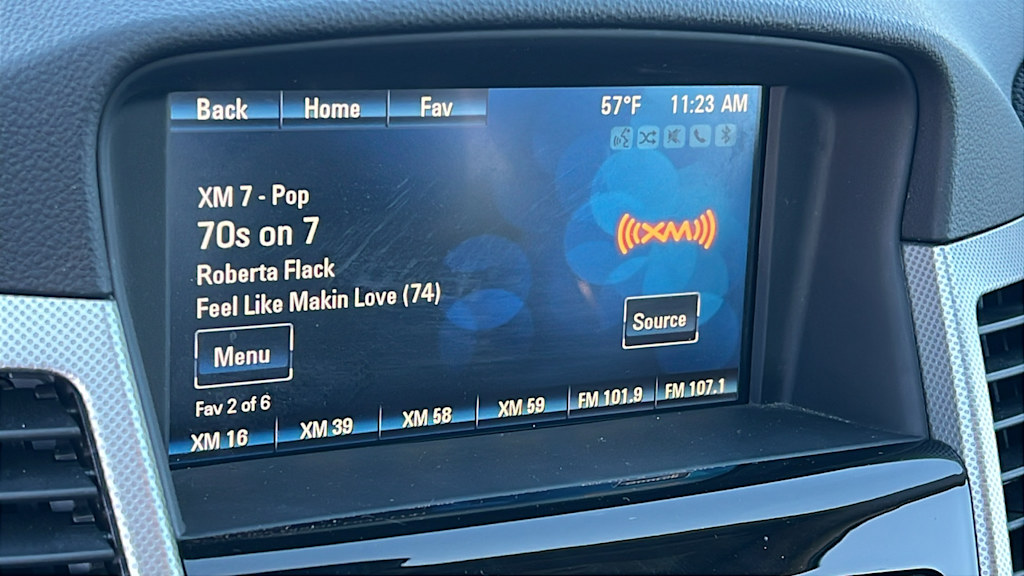 Back Home Fav 57°F 11:23 AM
XM 7 - Pop
70s on 7
XM
Roberta Flack
Feel Like Makin Love (74)
Source
Menu
Fav 2 of 6
XM 16 XM 39 XM 58 XM 59 FM 101.9 FM 107.1